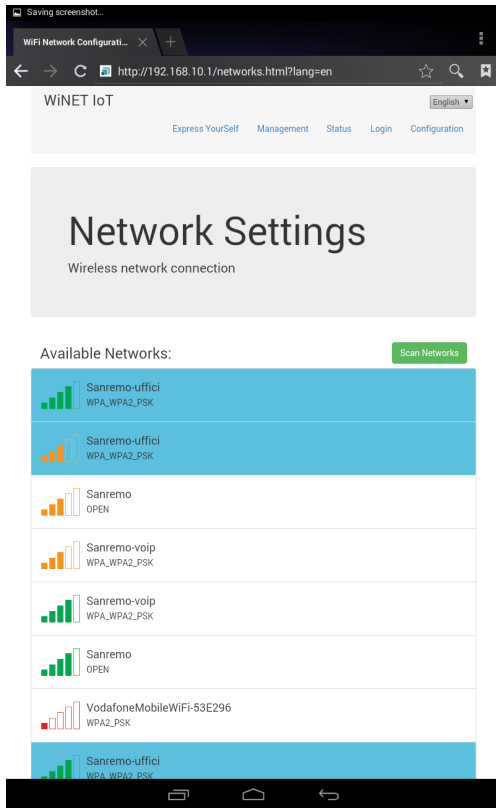 Saving screenshot...
WiFi Network Configurati...
http://192.168.10.1/networks.html?lang=en
WiNET IoT
English
Express YourSelf Management Status Login Configuration
Network Settings
Wireless network connection
Available Networks:
Scan Networks
Sanremo-uffici
WPA_WPA2_PSK
Sanremo-uffici
WPA_WPA2_PSK
Sanremo
OPEN
Sanremo-voip
WPA_WPA2_PSK
Sanremo-voip
WPA_WPA2_PSK
Sanremo
OPEN
VodafoneMobileWiFi-53E296
WPA2_PSK
Sanremo-uffici
WPA_WPA2_PSK